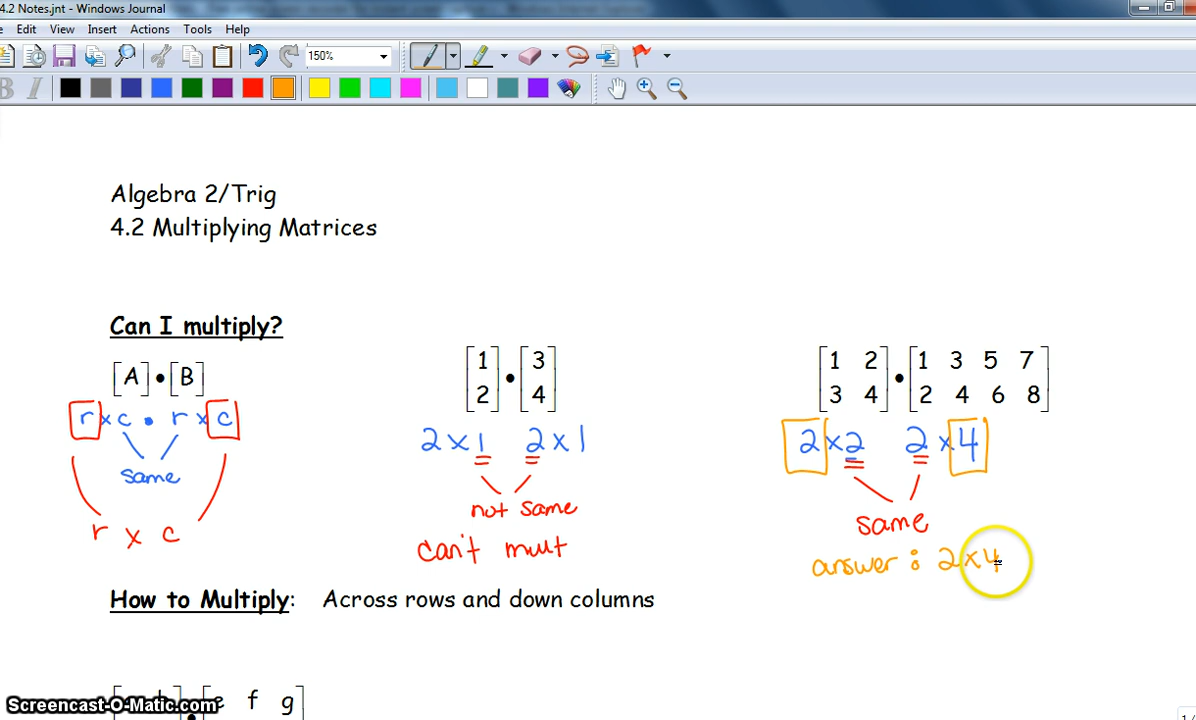 4.2 Notes.jnt - Windows Journal
e Edit View Insert Actions Tools Help
150%
B I
Algebra 2/Trig
4.2 Multiplying Matrices
Can I multiply?
[A] • [B]
r x c • r x c
same
r x c
[1 • [3
2] 4]
2 x 1 2 x 1
not same
can't mult
[1 2 • [1 3 5 7
3 4] 2 4 6 8]
2 x 2 2 x 4
same
answer : 2 x 4
How to Multiply: Across rows and down columns
f g
Screencast-O-Matic.com